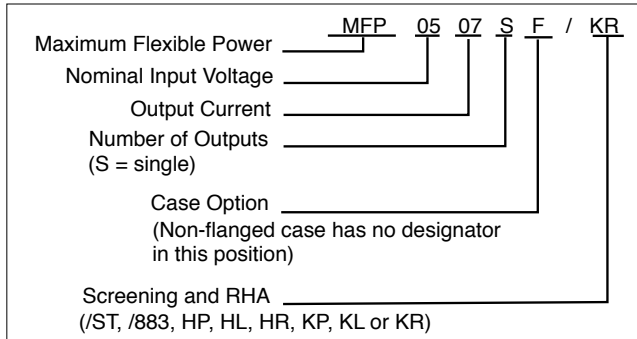 MFP 05 07 S F / KR
Maximum Flexible Power
Nominal Input Voltage
Output Current
Number of Outputs
(S = single)
Case Option
(Non-flanged case has no designator
in this position)
Screening and RHA
(/ST, /883, HP, HL, HR, KP, KL or KR)